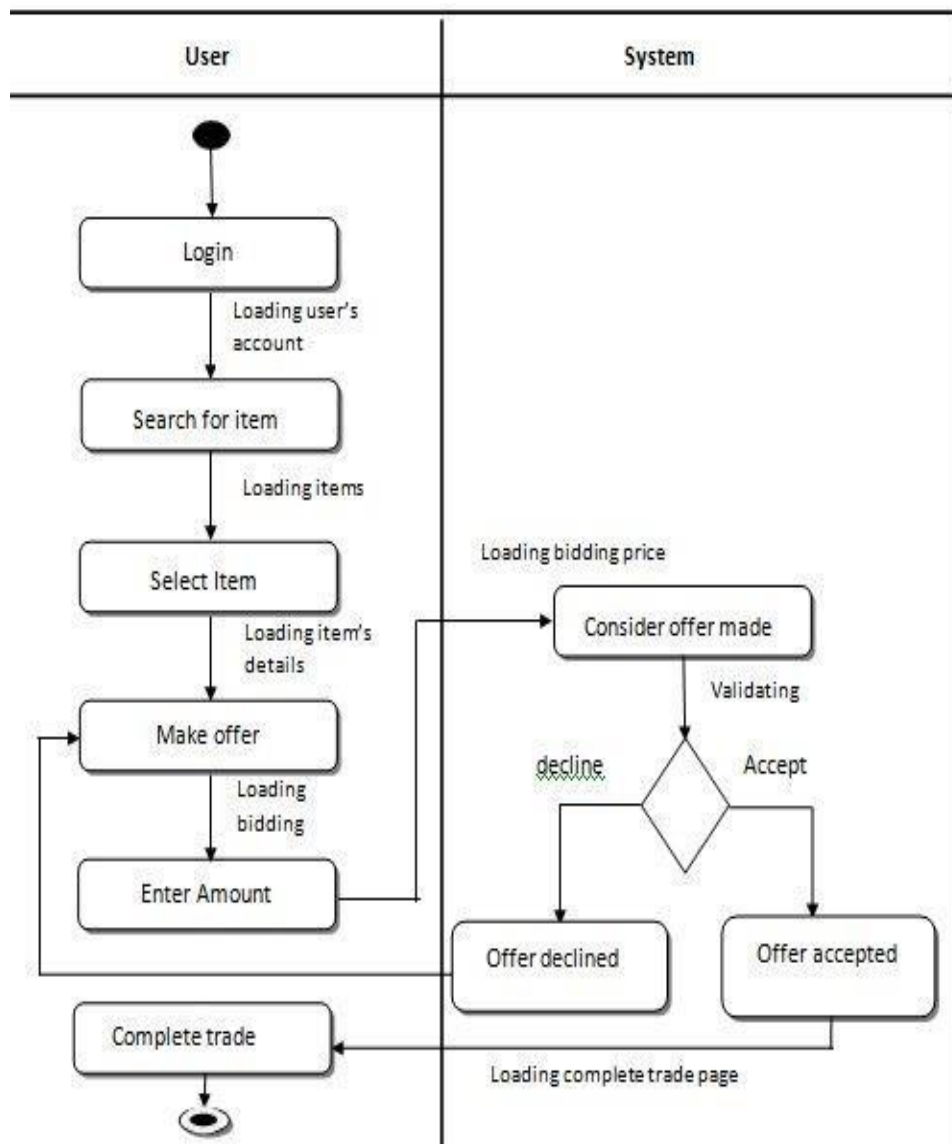 User
System
Login
Loading user's
account
Search for item
Loading items
Select Item
Loading item's
details
Make offer
Loading
bidding
Enter Amount
Loading bidding price
Consider offer made
Validating
decline
Accept
Offer declined
Offer accepted
Complete trade
Loading complete trade page